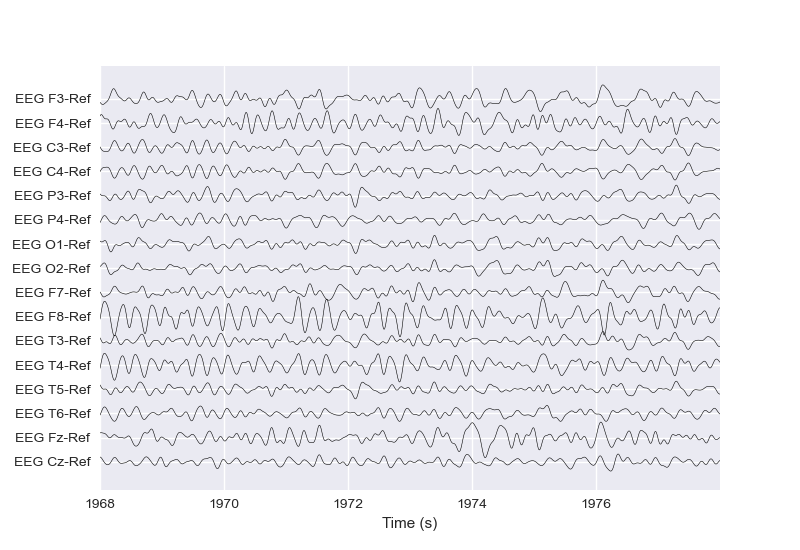 EEG F3-Ref
EEG F4-Ref
EEG C3-Ref
EEG C4-Ref
EEG P3-Ref
EEG P4-Ref
EEG O1-Ref
EEG O2-Ref
EEG F7-Ref
EEG F8-Ref
EEG T3-Ref
EEG T4-Ref
EEG T5-Ref
EEG T6-Ref
EEG Fz-Ref
EEG Cz-Ref
1968 1970 1972 1974 1976
Time (s)